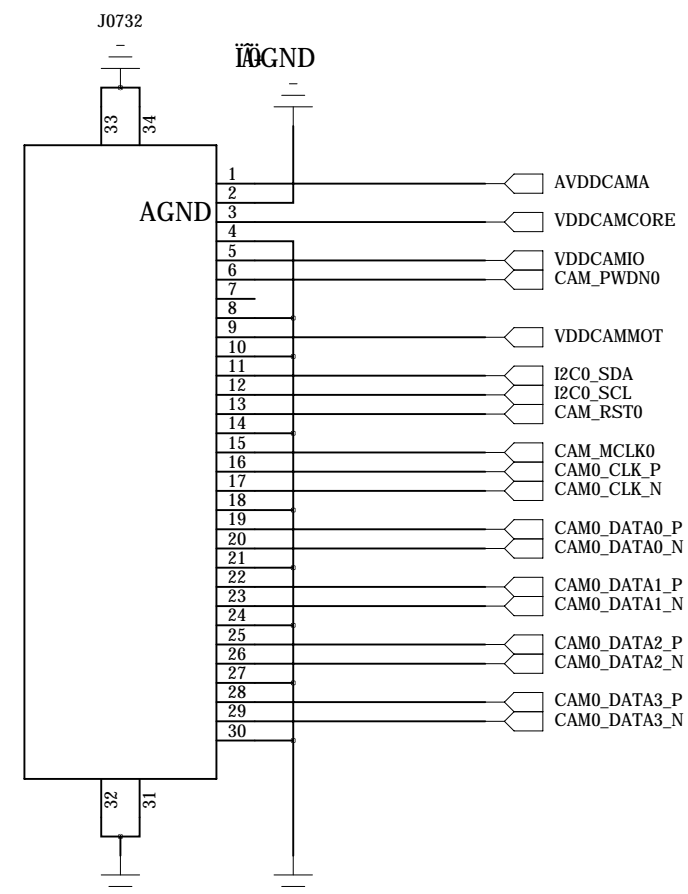 J0732
GND
33
34
1 AVDDCAMA
2
AGND 3 VDDCAMCORE
4
5 VDDCAMIO
6 CAM_PWDN0
7
8
9 VDDCAMMOT
10
11 I2C0_SDA
12 I2C0_SCL
13 CAM_RST0
14
15 CAM_MCLK0
16 CAM0_CLK_P
17 CAM0_CLK_N
18
19 CAM0_DATA0_P
20 CAM0_DATA0_N
21
22 CAM0_DATA1_P
23 CAM0_DATA1_N
24
25 CAM0_DATA2_P
26 CAM0_DATA2_N
27
28 CAM0_DATA3_P
29 CAM0_DATA3_N
30
32
31